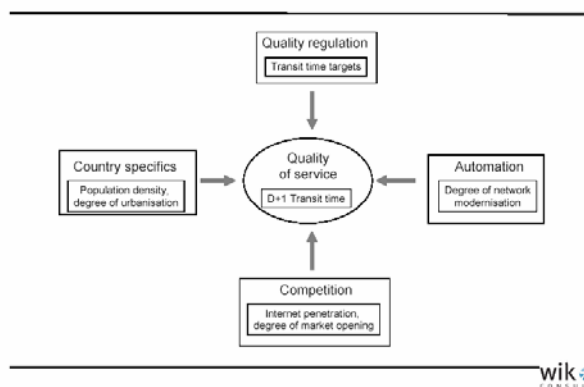 Quality regulation
Transit time targets
Country specifics
Population density,
degree of urbanisation
Quality
of service
D+1 Transit time
Automation
Degree of network
modernisation
Competition
Internet penetration,
degree of market opening
wik
CONSULT